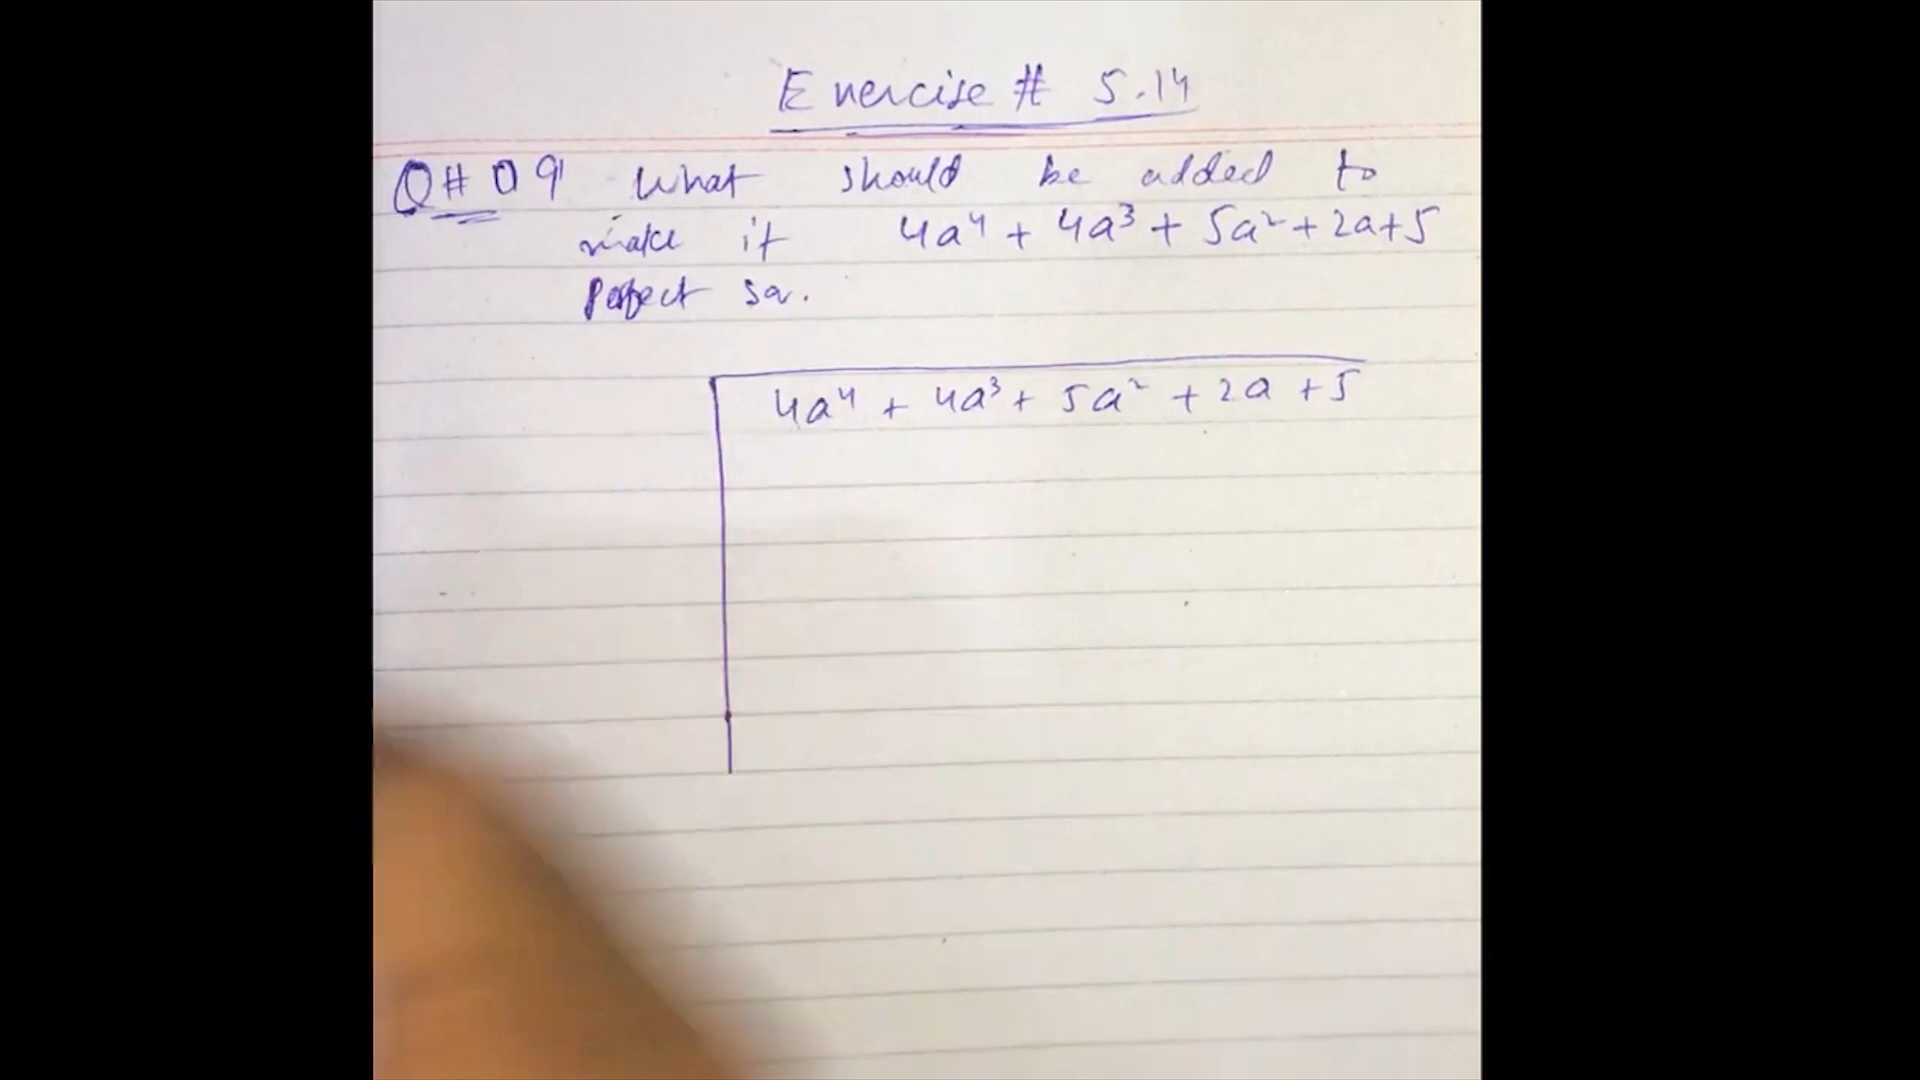 Exercise # 5.14
Q# 09 What should be added to
make it 4a⁴ + 4a³ + 5a² + 2a + 5
Perfect sq.
4a⁴ + 4a³ + 5a² + 2a + 5